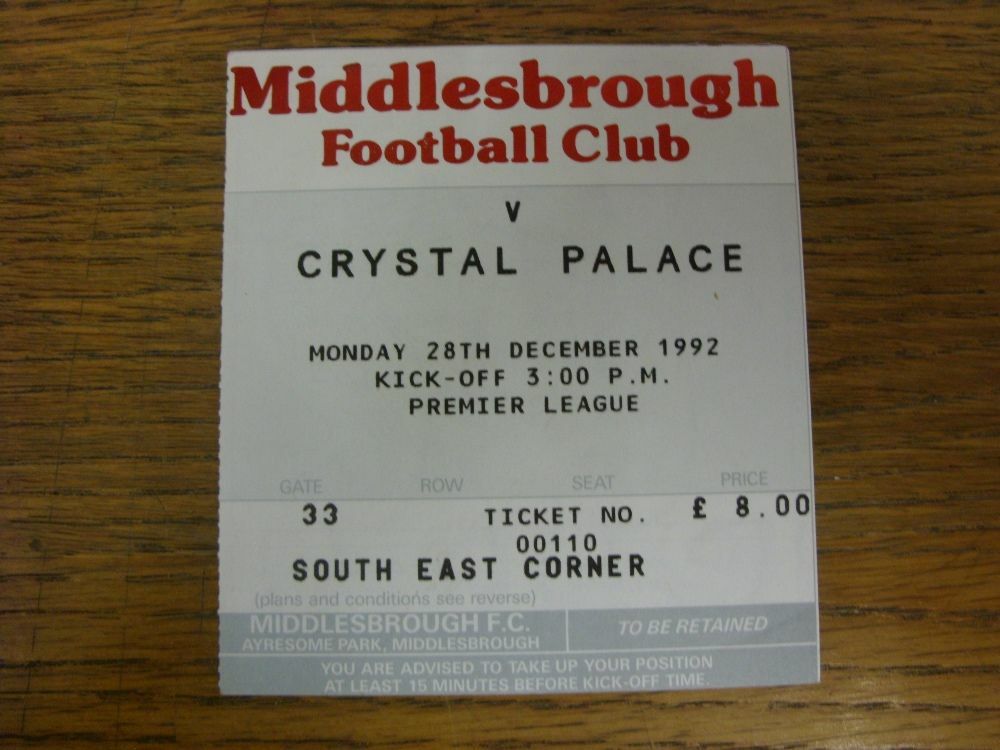 Middlesbrough
Football Club
V
CRYSTAL PALACE
MONDAY 28TH DECEMBER 1992
KICK-OFF 3:00 P.M.
PREMIER LEAGUE
GATE ROW SEAT PRICE
33 TICKET NO. £ 8.00
00110
SOUTH EAST CORNER
(plans and conditions see reverse)
MIDDLESBROUGH F.C. TO BE RETAINED
AYRESOME PARK, MIDDLESBROUGH
YOU ARE ADVISED TO TAKE UP YOUR POSITION
AT LEAST 15 MINUTES BEFORE KICK-OFF TIME.